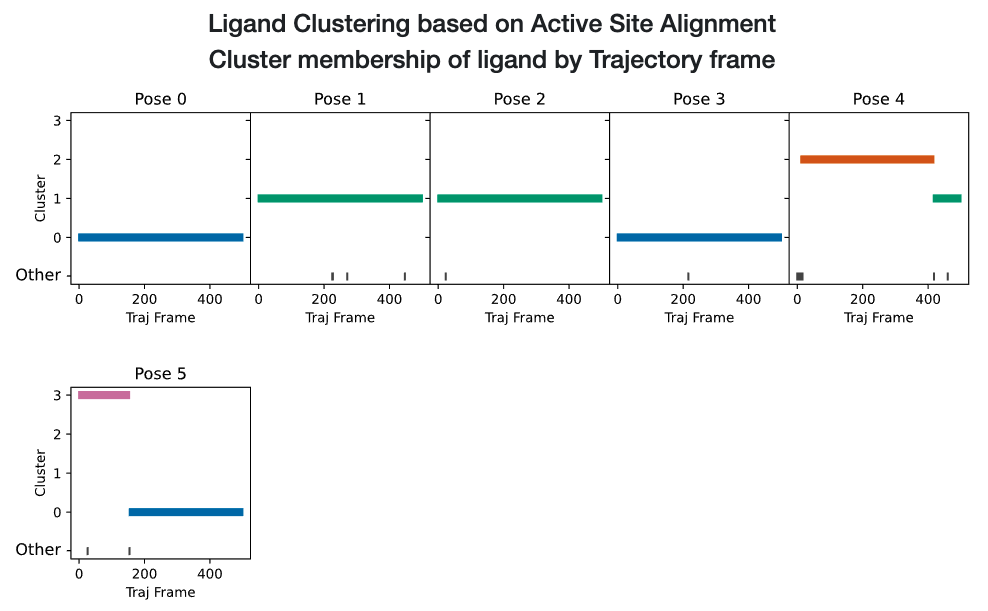 Ligand Clustering based on Active Site Alignment
Cluster membership of ligand by Trajectory frame
Pose 0 Pose 1 Pose 2 Pose 3 Pose 4
3
2
1
0
Other
Cluster
0 200 400 0 200 400 0 200 400 0 200 400 0 200 400
Traj Frame Traj Frame Traj Frame Traj Frame Traj Frame
Pose 5
3
2
1
0
Other
Cluster
0 200 400
Traj Frame